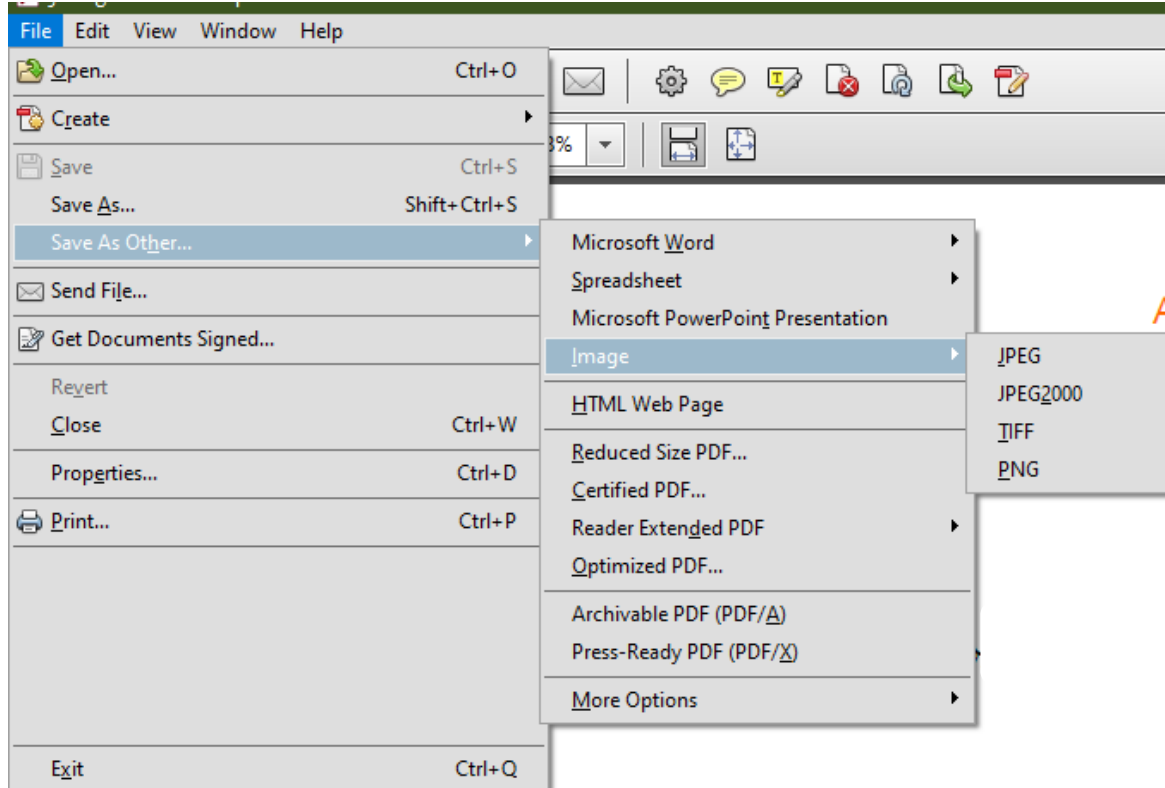 File Edit View Window Help
Open... Ctrl+O
Create
Save Ctrl+S
Save As... Shift+Ctrl+S
Save As Other...
Send File...
Get Documents Signed...
Revert
Close Ctrl+W
Properties... Ctrl+D
Print... Ctrl+P
Exit Ctrl+Q
%
Microsoft Word
Spreadsheet
Microsoft PowerPoint Presentation
Image
HTML Web Page
Reduced Size PDF...
Certified PDF...
Reader Extended PDF
Optimized PDF...
Archivable PDF (PDF/A)
Press-Ready PDF (PDF/X)
More Options
JPEG
JPEG2000
TIFF
PNG